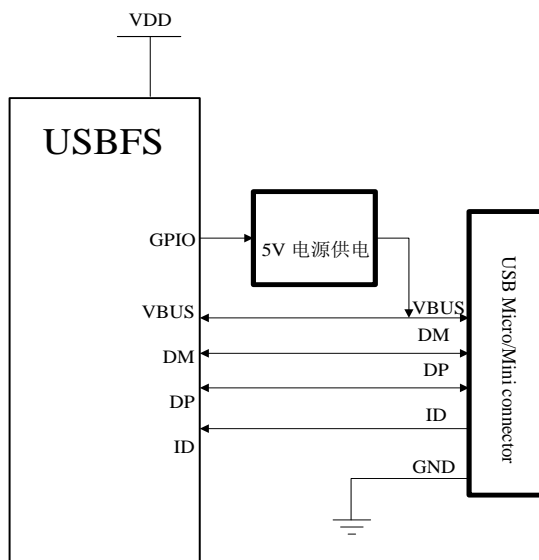 VDD
USBFS
GPIO
5V 电源供电
VBUS
VBUS
DM
DM
DP
DP
ID
ID
GND
USB Micro/Mini connector